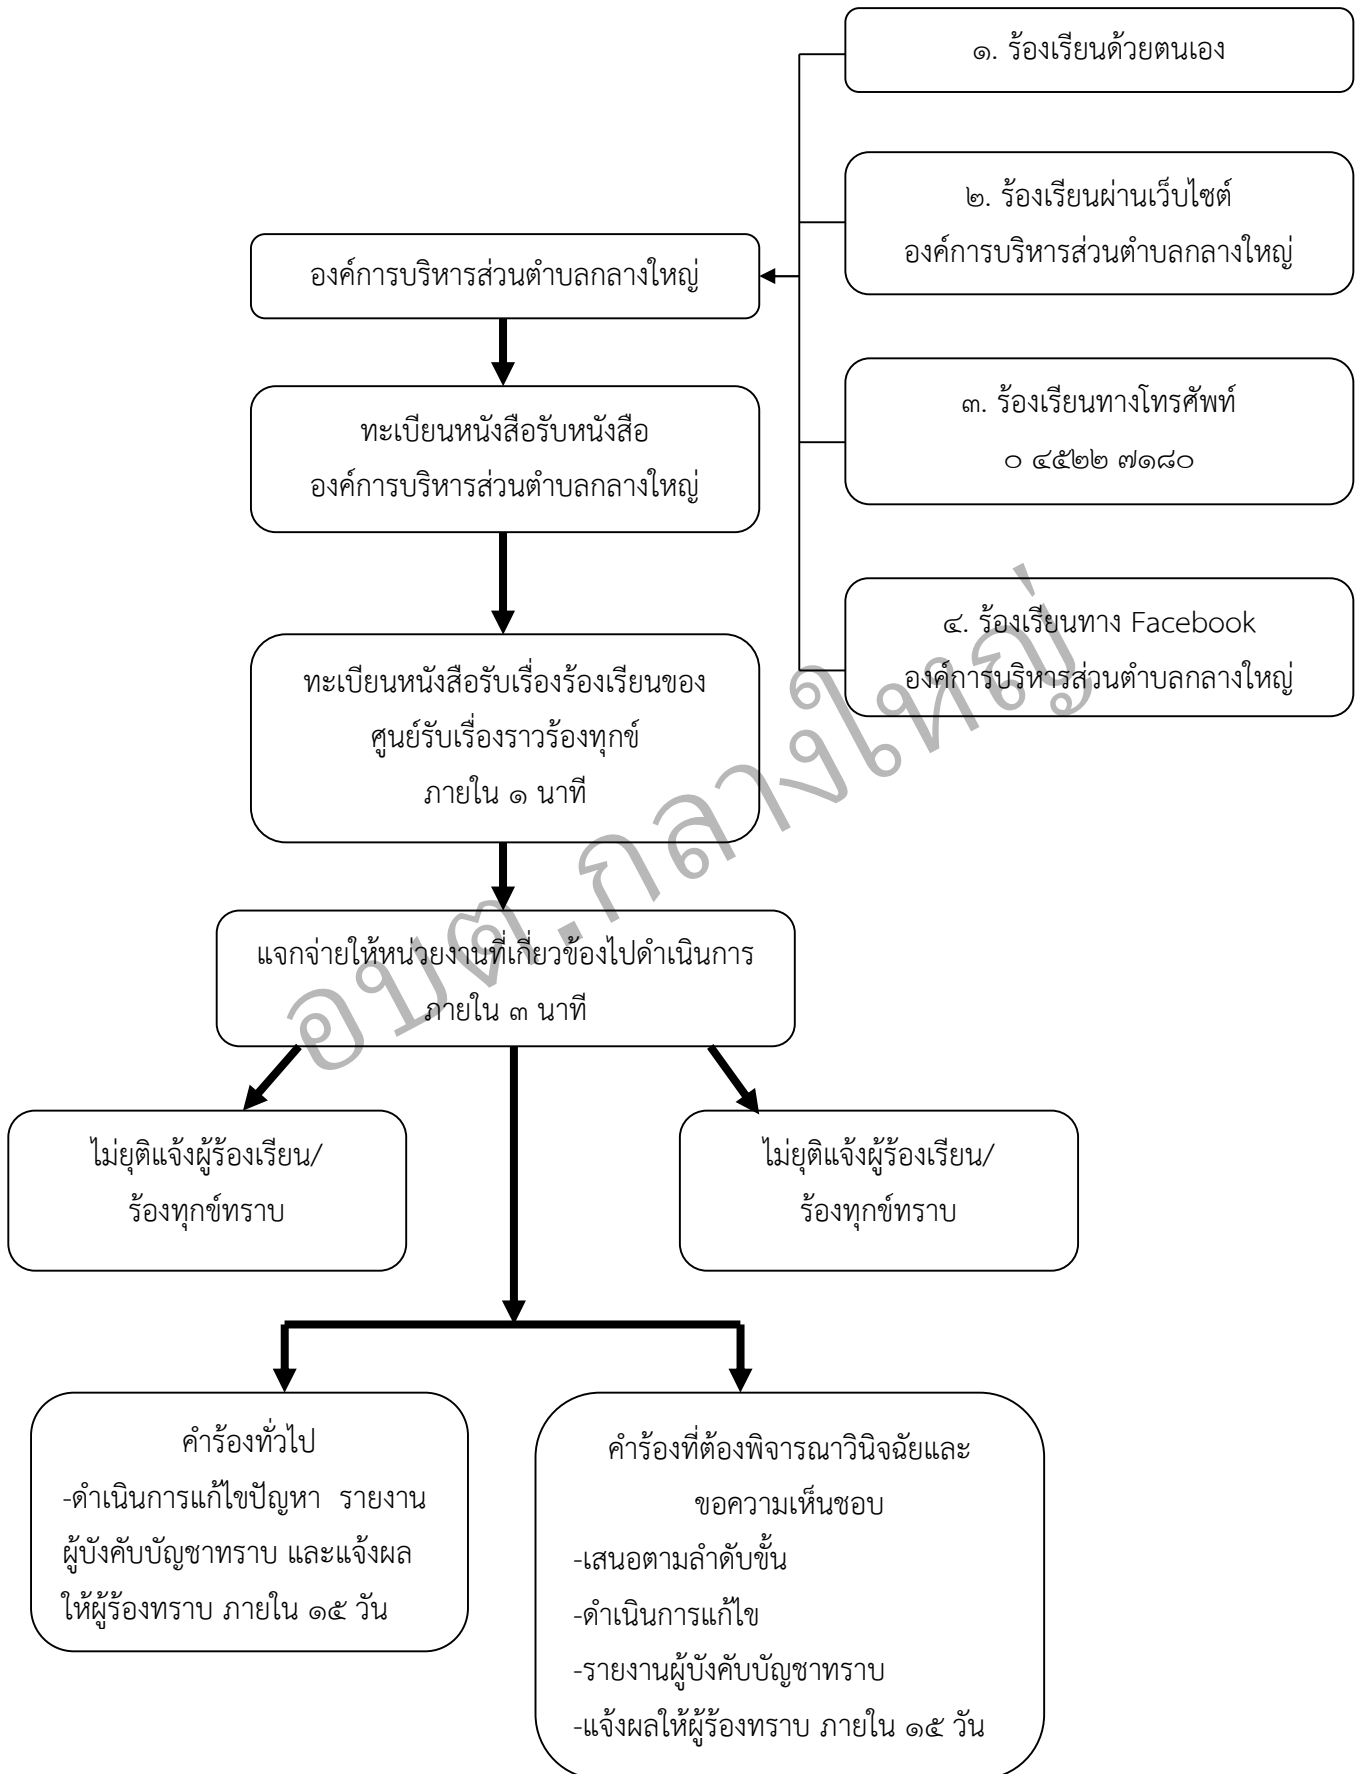 ๑. ร้องเรียนด้วยตนเอง
๒. ร้องเรียนผ่านเว็บไซต์
องค์การบริหารส่วนตำบลกลางใหญ่
๓. ร้องเรียนทางโทรศัพท์
๐ ๔๕๒๒ ๗๑๘๐
๔. ร้องเรียนทาง Facebook
องค์การบริหารส่วนตำบลกลางใหญ่
องค์การบริหารส่วนตำบลกลางใหญ่
ทะเบียนหนังสือรับหนังสือ
องค์การบริหารส่วนตำบลกลางใหญ่
ทะเบียนหนังสือรับเรื่องร้องเรียนของ
ศูนย์รับเรื่องราวร้องทุกข์
ภายใน ๑ นาที
แจกจ่ายให้หน่วยงานที่เกี่ยวข้องไปดำเนินการ
ภายใน ๓ นาที
ไม่ยุติแจ้งผู้ร้องเรียน/
ร้องทุกข์ทราบ
ไม่ยุติแจ้งผู้ร้องเรียน/
ร้องทุกข์ทราบ
คำร้องทั่วไป
-ดำเนินการแก้ไขปัญหา รายงาน
ผู้บังคับบัญชาทราบ และแจ้งผล
ให้ผู้ร้องทราบ ภายใน ๑๕ วัน
คำร้องที่ต้องพิจารณาวินิจฉัยและ
ขอความเห็นชอบ
-เสนอตามลำดับขั้น
-ดำเนินการแก้ไข
-รายงานผู้บังคับบัญชาทราบ
-แจ้งผลให้ผู้ร้องทราบ ภายใน ๑๕ วัน
อบต.กลางใหญ่